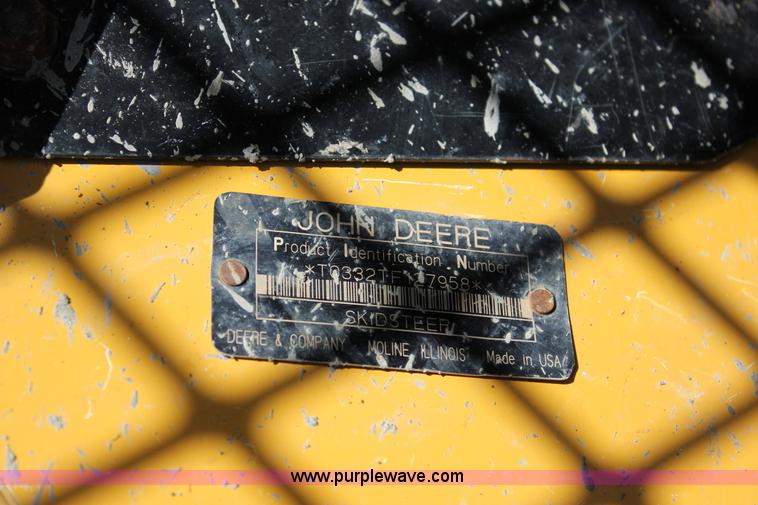 JOHN DEERE
Product Identification Number
SKIDSTEER
DEERE & COMPANY MOLINE ILLINOIS Made in USA
www.purplewave.com